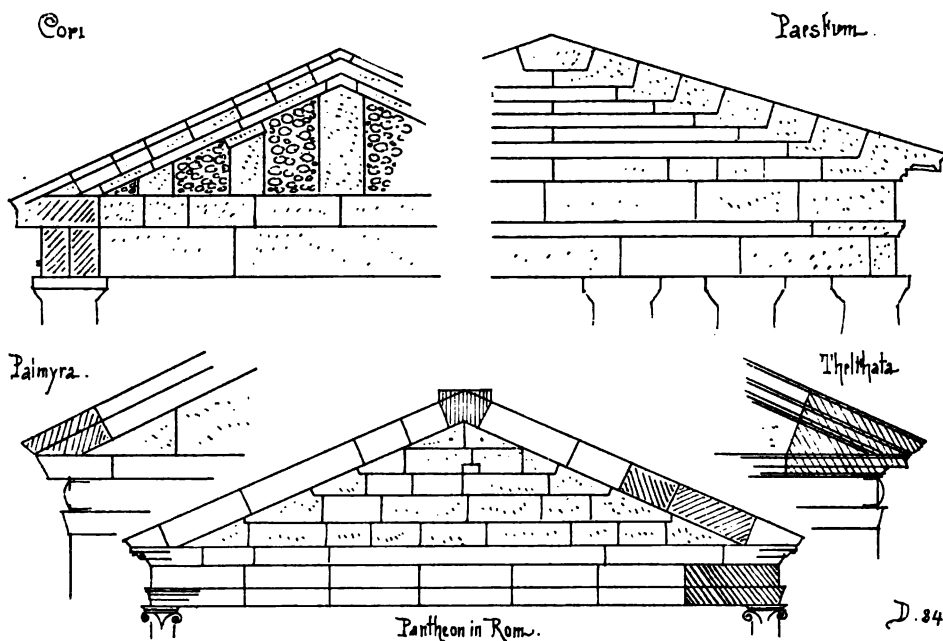 Cori
Paestum.
Palmyra.
Thelthata
Pantheon in Rom.
D. 84